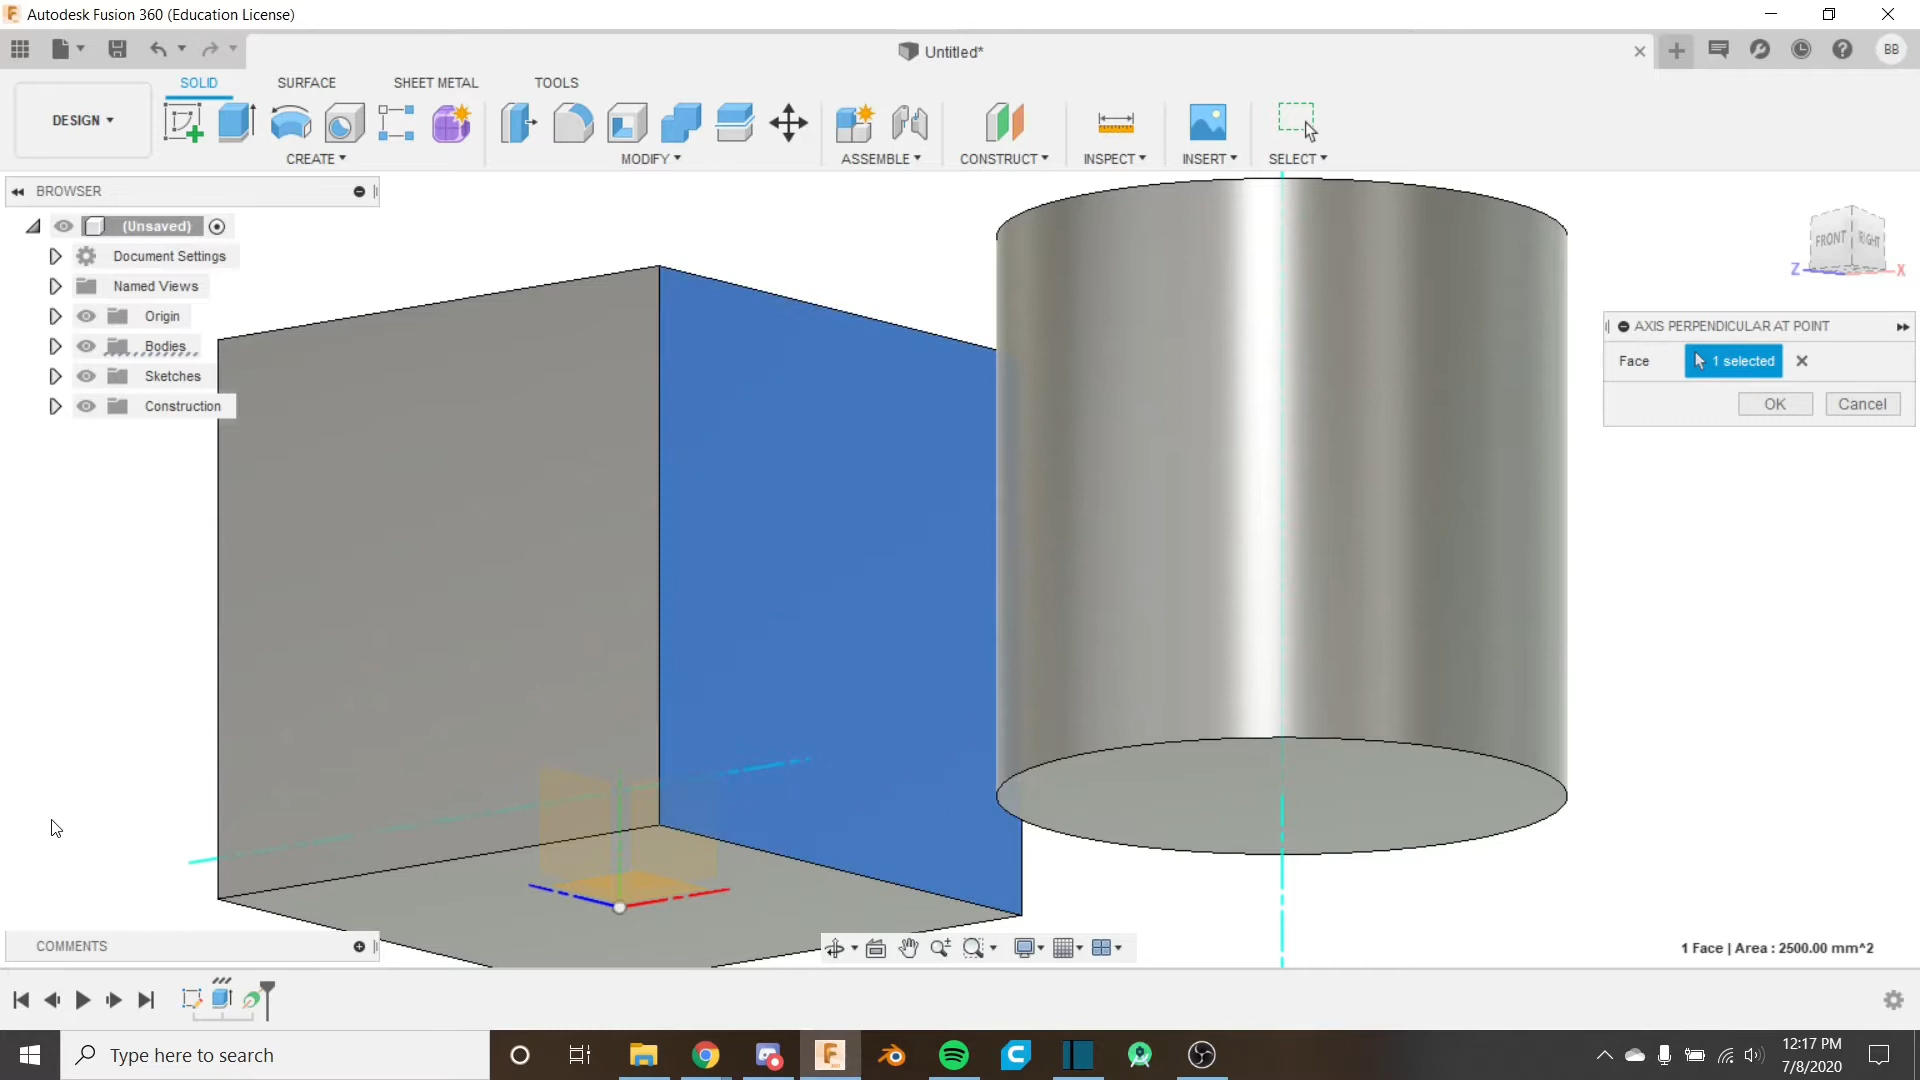 Autodesk Fusion 360 (Education License)
Untitled*
BB
DESIGN
SOLID
SURFACE
SHEET METAL
TOOLS
CREATE
MODIFY
ASSEMBLE
CONSTRUCT
INSPECT
INSERT
SELECT
BROWSER
(Unsaved)
Document Settings
Named Views
Origin
Bodies
Sketches
Construction
FRONT
RIGHT
Z
X
AXIS PERPENDICULAR AT POINT
Face
1 selected
OK
Cancel
COMMENTS
1 Face | Area : 2500.00 mm^2
Type here to search
12:17 PM
7/8/2020